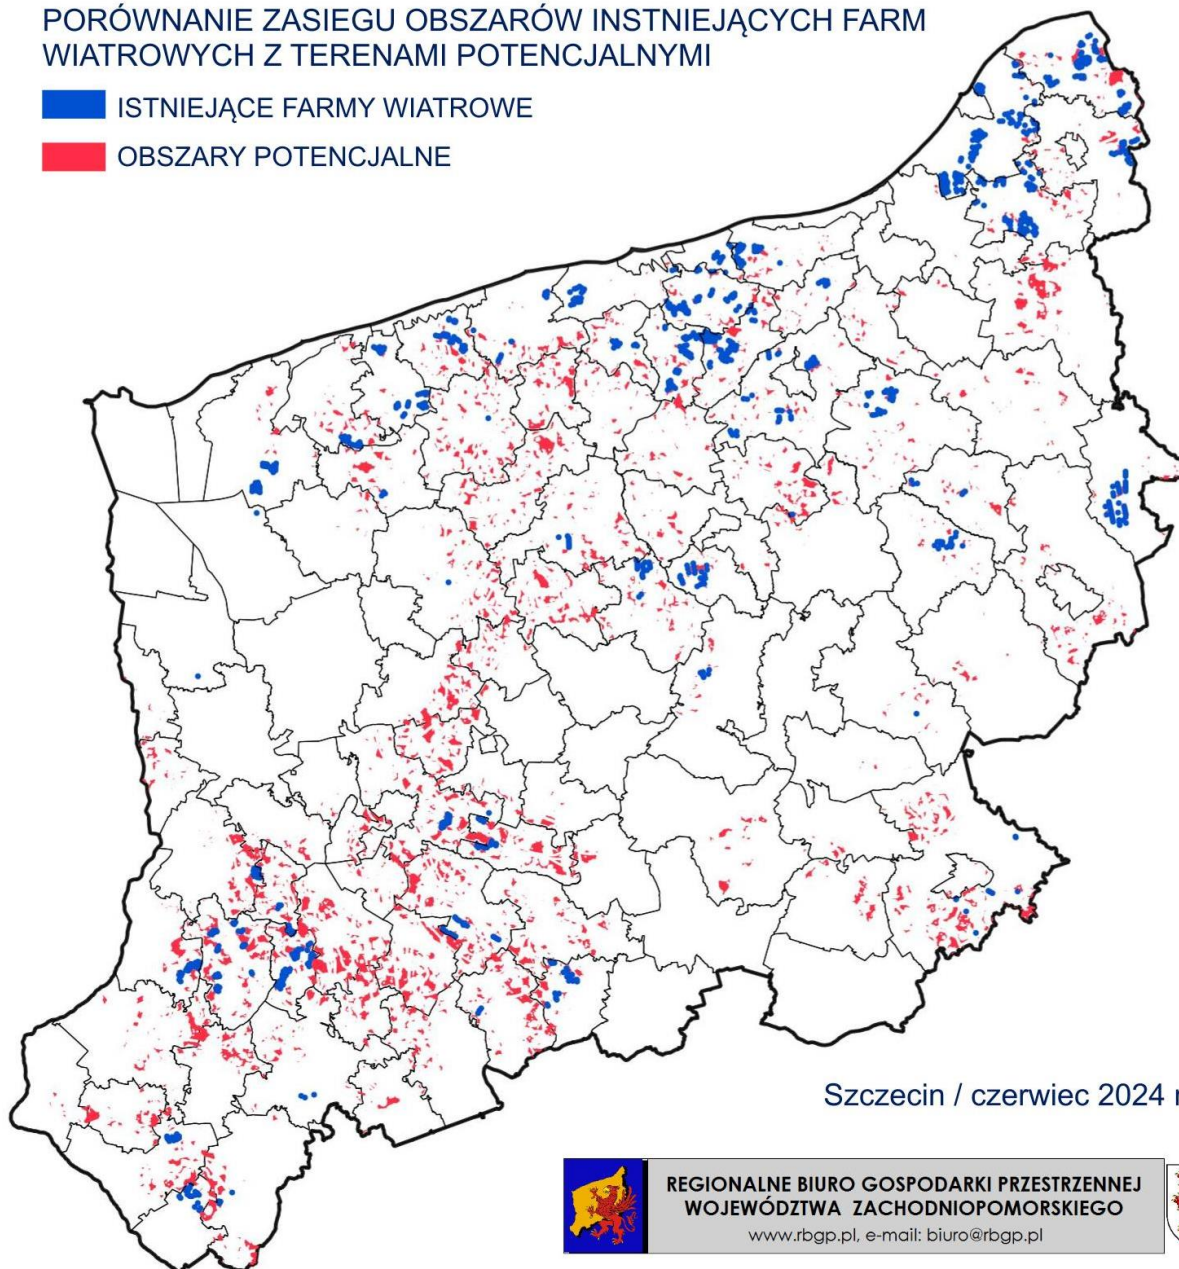 PORÓWNANIE ZASIEGU OBSZARÓW INSTNIEJĄCYCH FARM
WIATROWYCH Z TERENAMI POTENCJALNYMI
ISTNIEJĄCE FARMY WIATROWE
OBSZARY POTENCJALNE
Szczecin / czerwiec 2024 r
REGIONALNE BIURO GOSPODARKI PRZESTRZENNEJ
WOJEWÓDZTWA ZACHODNIOPOMORSKIEGO
www.rbgp.pl, e-mail: biuro@rbgp.pl